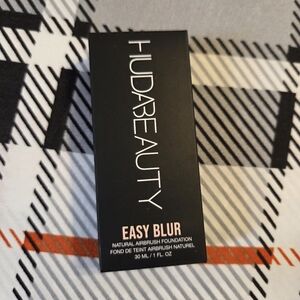 HUDABEAUTY
EASY BLUR
NATURAL AIRBRUSH FOUNDATION
FOND DE TEINT AIRBRUSH NATUREL
30 ML / 1 FL. OZ